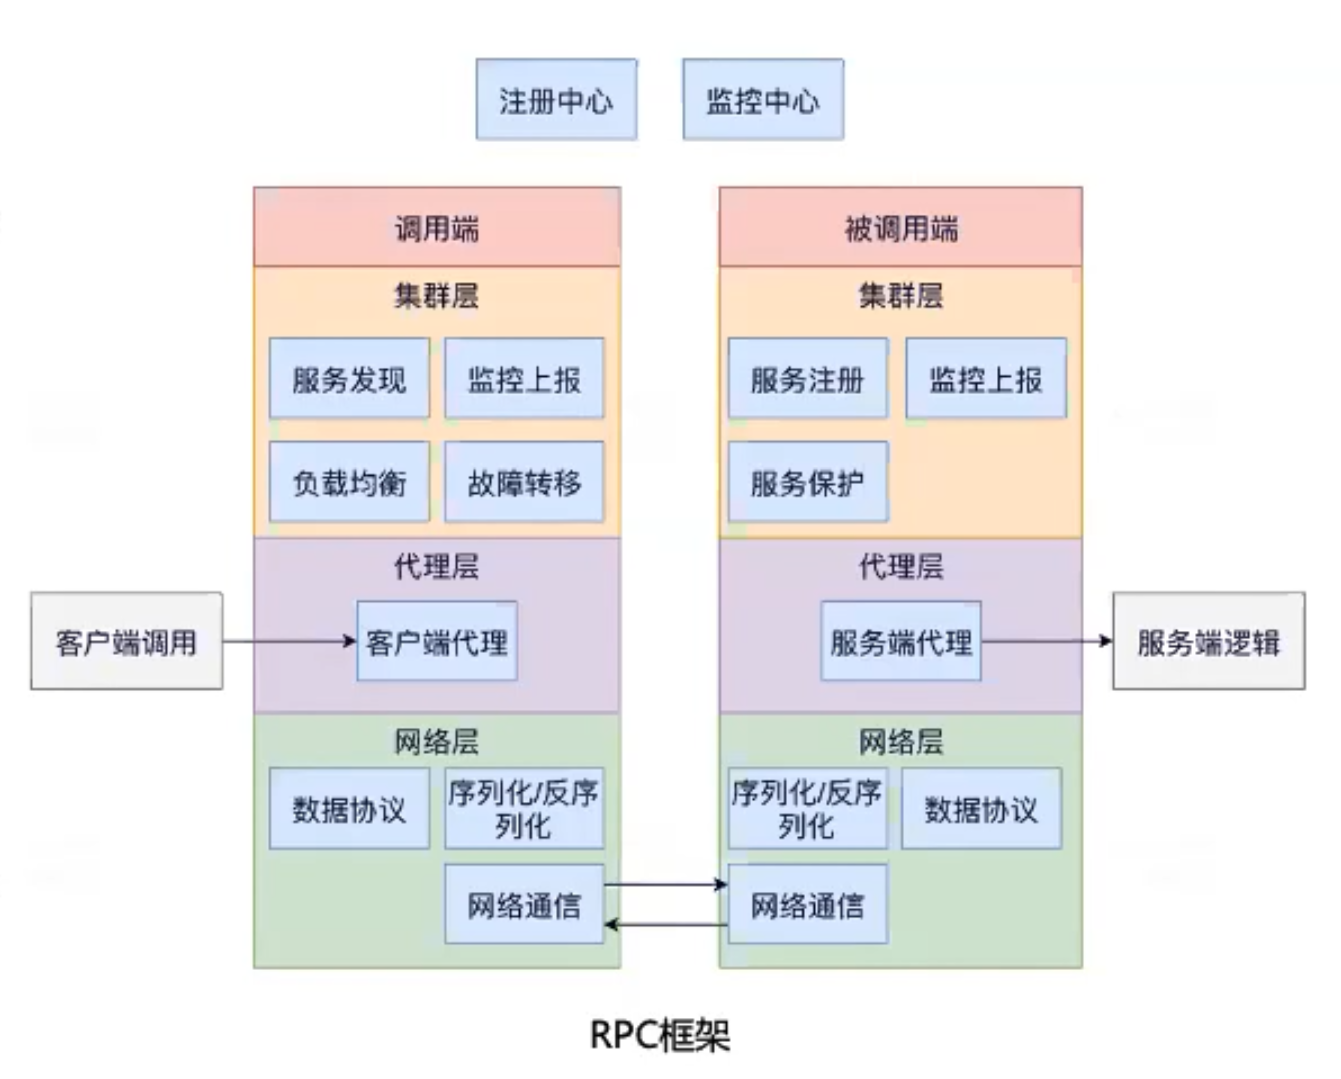 注册中心
监控中心
调用端
集群层
服务发现
监控上报
负载均衡
故障转移
代理层
客户端调用
客户端代理
网络层
数据协议
序列化/反序
列化
网络通信
被调用端
集群层
服务注册
监控上报
服务保护
代理层
服务端代理
服务端逻辑
网络层
序列化/反序
列化
数据协议
网络通信
RPC框架